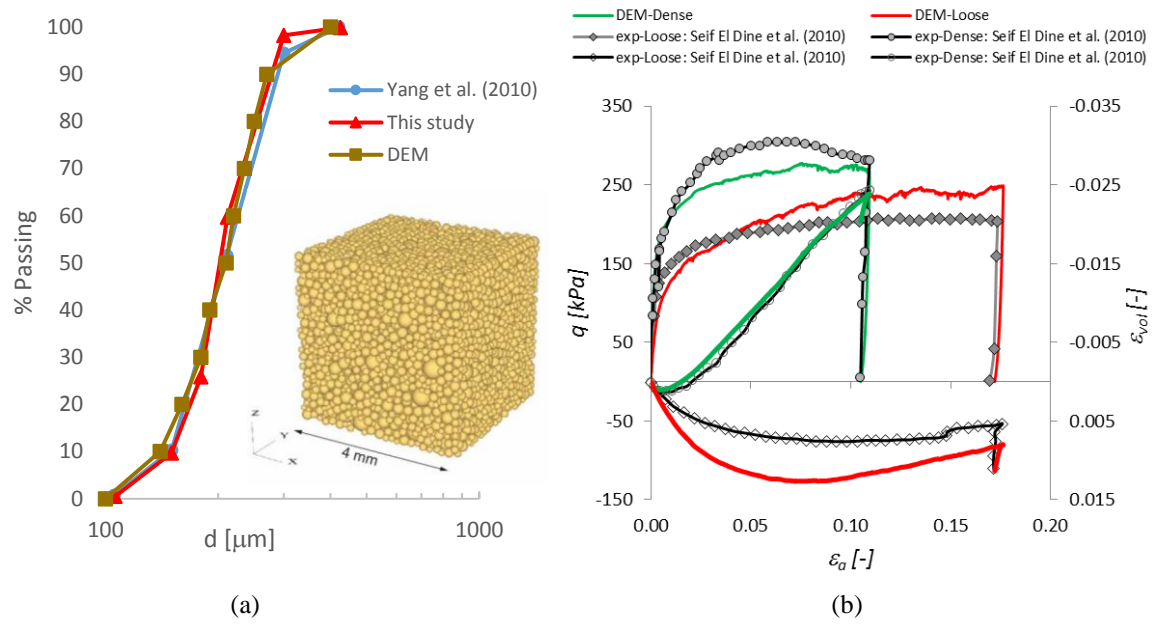 100
90
80
70
60
50
40
30
20
10
0
% Passing
Yang et al. (2010)
This study
DEM
Z
Y
X
4 mm
100
1000
d [μm]
(a)
DEM-Dense
DEM-Loose
exp-Loose: Seif El Dine et al. (2010)
exp-Dense: Seif El Dine et al. (2010)
exp-Loose: Seif El Dine et al. (2010)
exp-Dense: Seif El Dine et al. (2010)
350
250
150
50
-50
-150
q [kPa]
-0.035
-0.025
-0.015
-0.005
0.005
0.015
εvol [-]
0.00
0.05
0.10
0.15
0.20
εa [-]
(b)